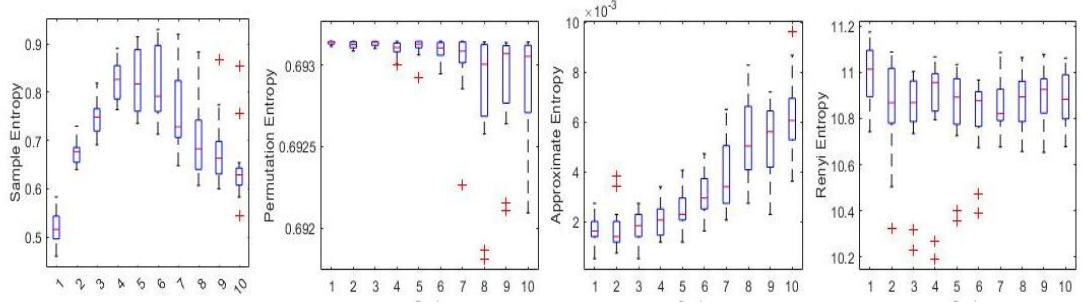 Sample Entropy
0.9
0.8
0.7
0.6
0.5
1 2 3 4 5 6 7 8 9 10
Permutation Entropy
0.693
0.6925
0.692
1 2 3 4 5 6 7 8 9 10
Approximate Entropy
10 ×10⁻³
8
6
4
2
1 2 3 4 5 6 7 8 9 10
Renyi Entropy
11.2
11
10.8
10.6
10.4
10.2
1 2 3 4 5 6 7 8 9 10